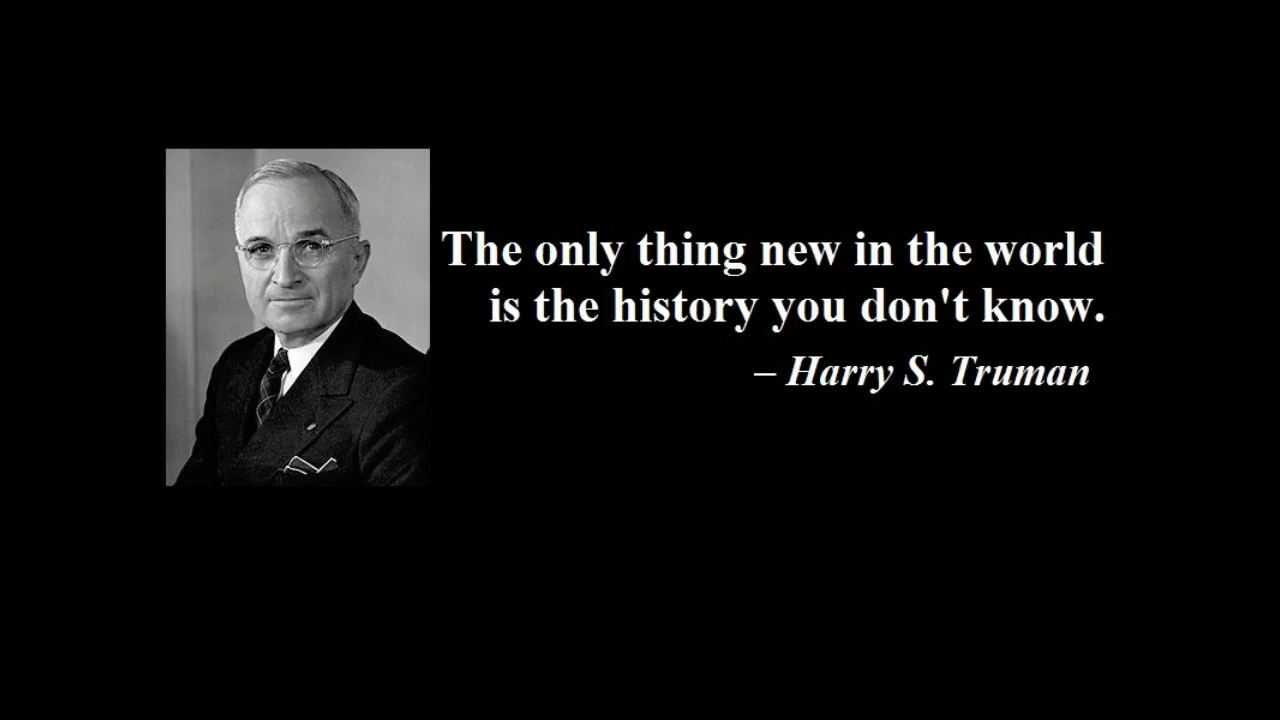 The only thing new in the world
is the history you don't know.
– Harry S. Truman